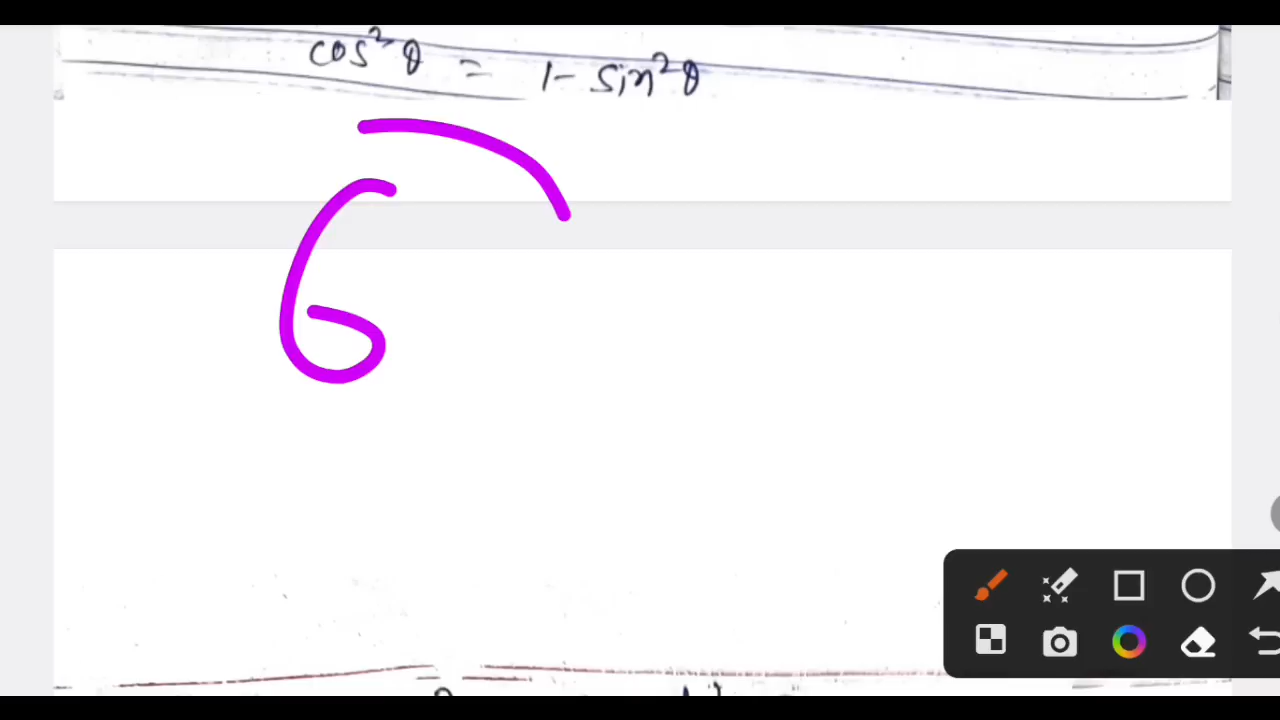 cos²θ = 1 - sin²θ
6